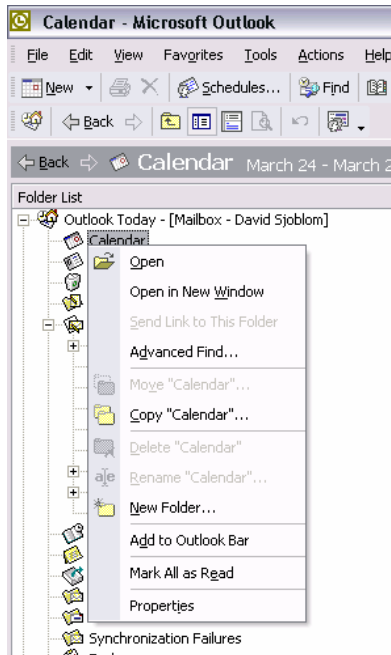 Calendar - Microsoft Outlook
File Edit View Favorites Tools Actions Help
New Schedules... Find
Back
Back Calendar March 24 - March 2
Folder List
Outlook Today - [Mailbox - David Sjoblom]
Calendar
Open
Open in New Window
Send Link to This Folder
Advanced Find...
Move "Calendar"...
Copy "Calendar"...
Delete "Calendar"
Rename "Calendar"...
New Folder...
Add to Outlook Bar
Mark All as Read
Properties
Synchronization Failures